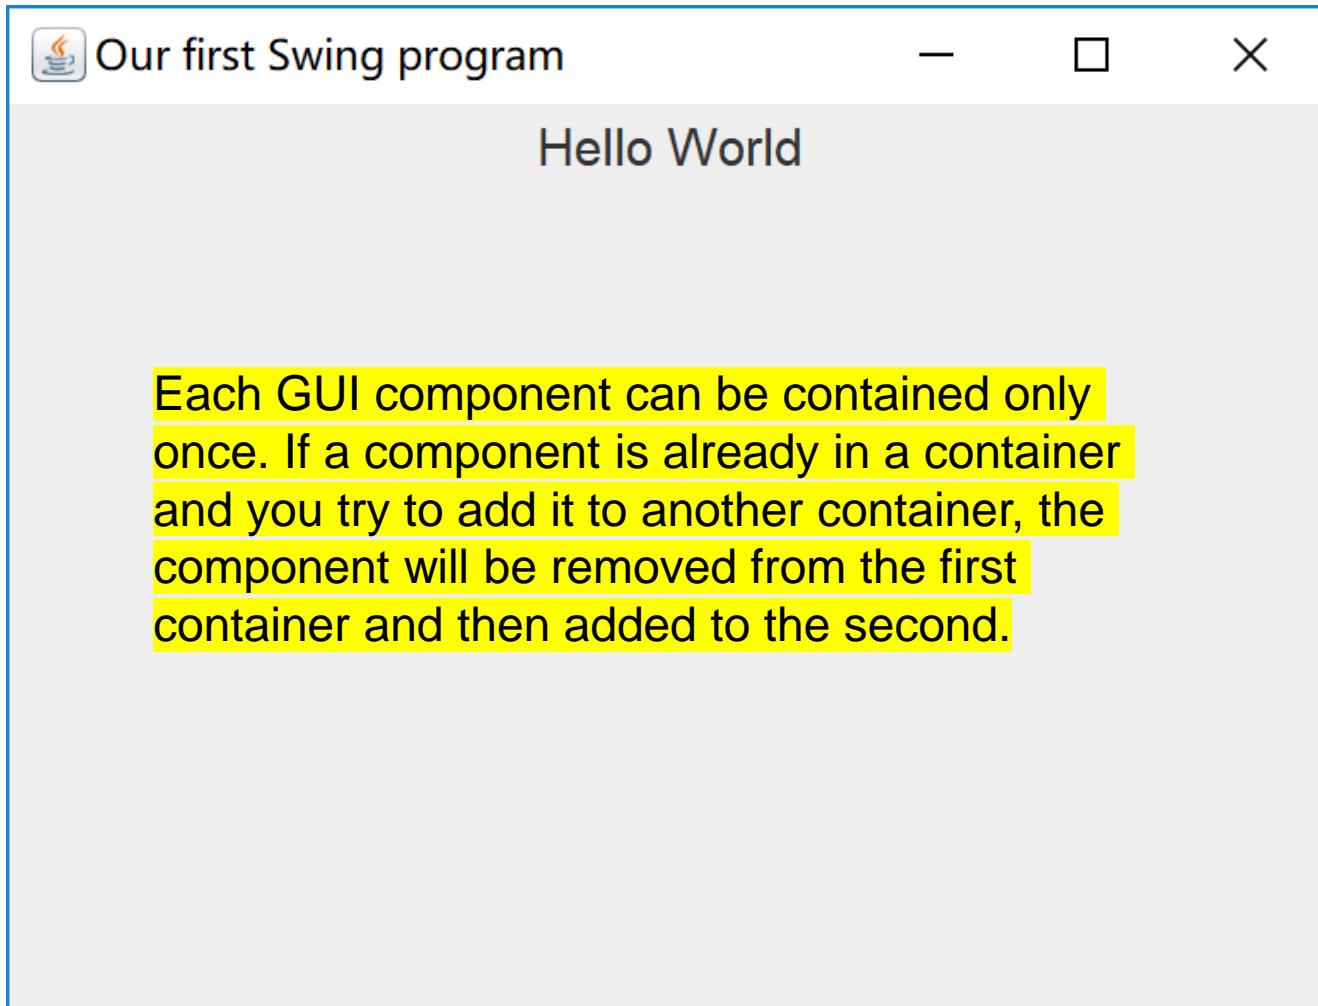 Our first Swing program
Hello World
Each GUI component can be contained only
once. If a component is already in a container
and you try to add it to another container, the
component will be removed from the first
container and then added to the second.